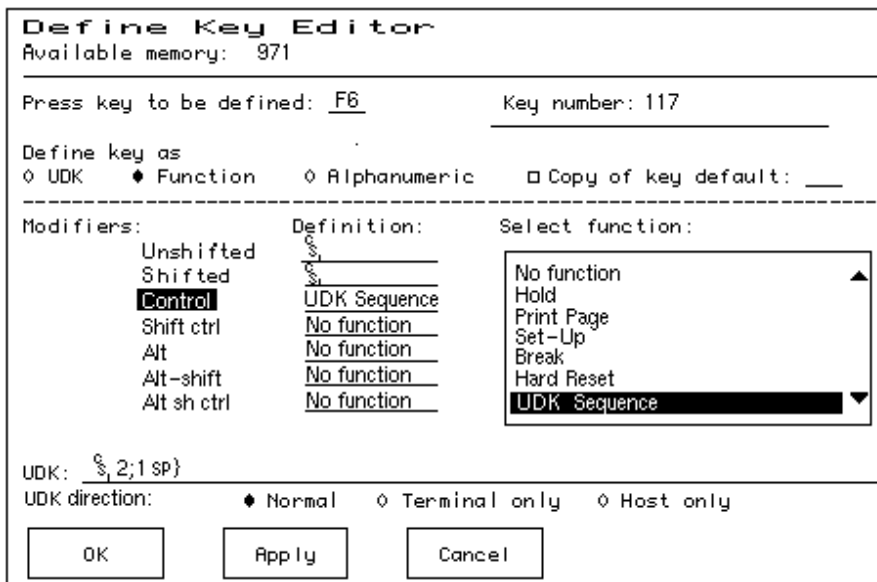 Define Key Editor
Available memory: 971
Press key to be defined: F6 Key number: 117
Define key as
UDK Function Alphanumeric Copy of key default:
Modifiers: Definition: Select function:
Unshifted CSI
Shifted CSI
Control UDK Sequence
Shift ctrl No function
Alt No function
Alt-shift No function
Alt sh ctrl No function
No function
Hold
Print Page
Set-Up
Break
Hard Reset
UDK Sequence
UDK: CSI 2;1 SP}
UDK direction: Normal Terminal only Host only
OK Apply Cancel